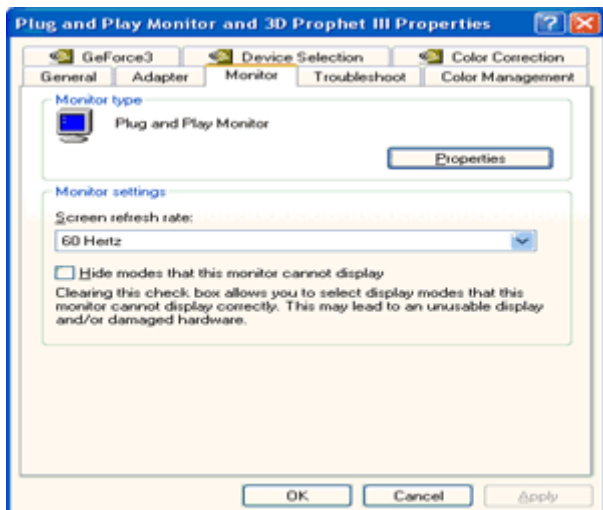 Plug and Play Monitor and 3D Prophet III Properties
GeForce3 Device Selection Color Correction
General Adapter Monitor Troubleshoot Color Management
Monitor type
Plug and Play Monitor
Properties
Monitor settings
Screen refresh rate:
60 Hertz
Hide modes that this monitor cannot display
Clearing this check box allows you to select display modes that this
monitor cannot display correctly. This may lead to an unusable display
and/or damaged hardware.
OK Cancel Apply